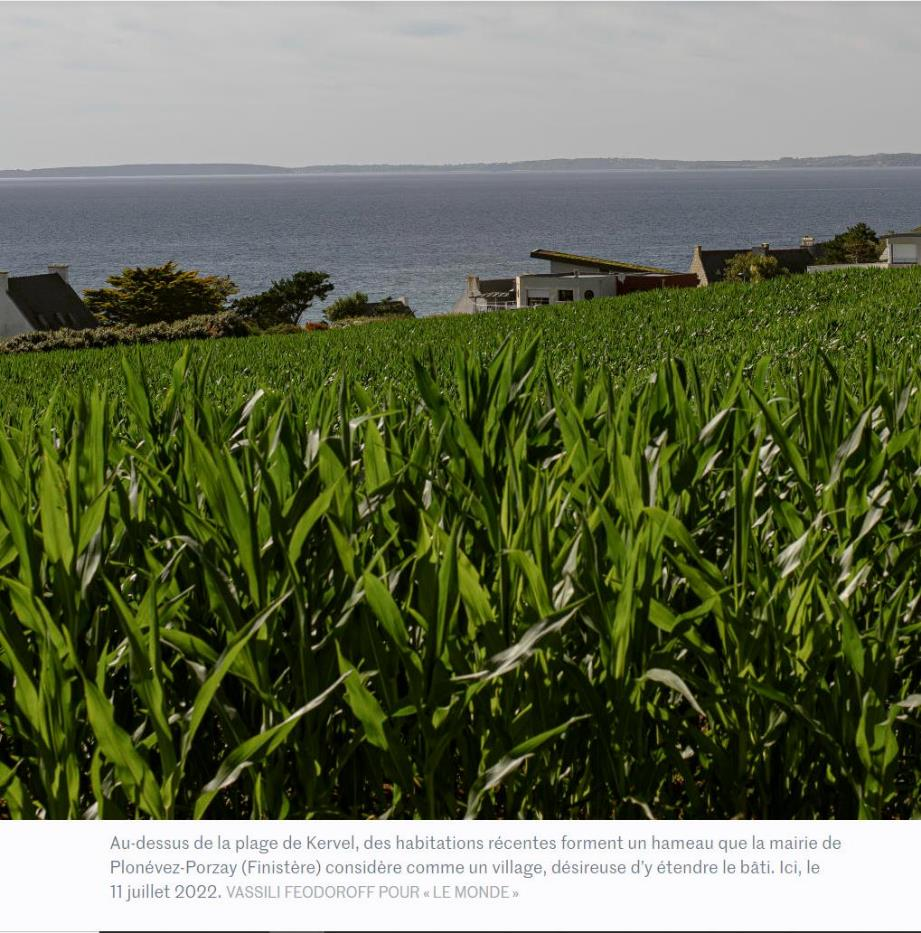 Au-dessus de la plage de Kervel, des habitations récentes forment un hameau que la mairie de
Plonévez-Porzay (Finistère) considère comme un village, désireuse d'y étendre le bâti. Ici, le
11 juillet 2022. VASSILI FEODOROFF POUR « LE MONDE »